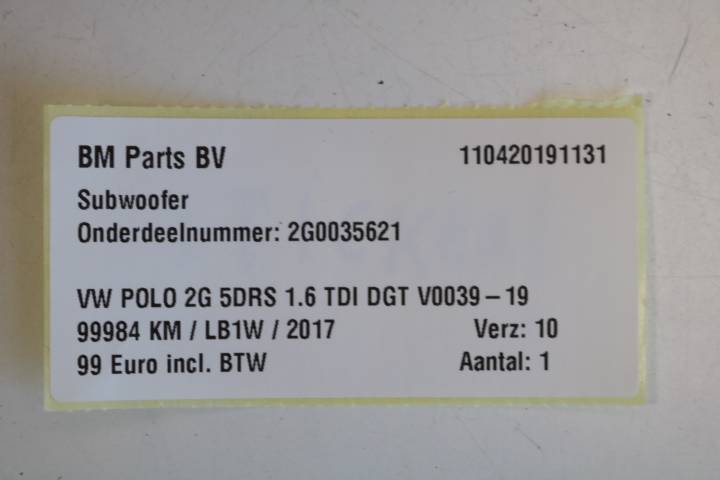 BM Parts BV 110420191131
Subwoofer
Onderdeelnummer: 2G0035621
VW POLO 2G 5DRS 1.6 TDI DGT V0039 – 19
99984 KM / LB1W / 2017 Verz: 10
99 Euro incl. BTW Aantal: 1